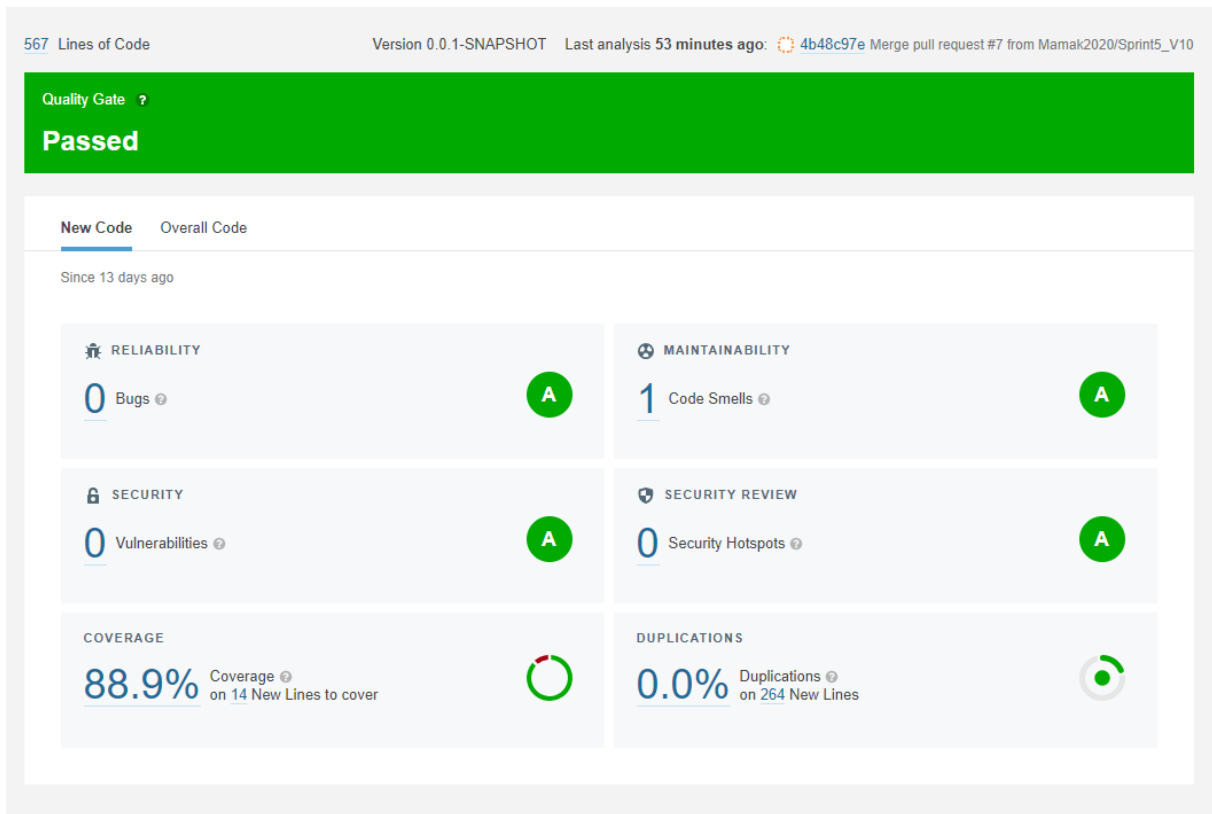 567 Lines of Code Version 0.0.1-SNAPSHOT Last analysis 53 minutes ago: 4b48c97e Merge pull request #7 from Mamak2020/Sprint5_V10
Quality Gate ?
Passed
New Code Overall Code
Since 13 days ago
RELIABILITY
0 Bugs ?
A
MAINTAINABILITY
1 Code Smells ?
A
SECURITY
0 Vulnerabilities ?
A
SECURITY REVIEW
0 Security Hotspots ?
A
COVERAGE
88.9% Coverage ?
on 14 New Lines to cover
DUPLICATIONS
0.0% Duplications ?
on 264 New Lines